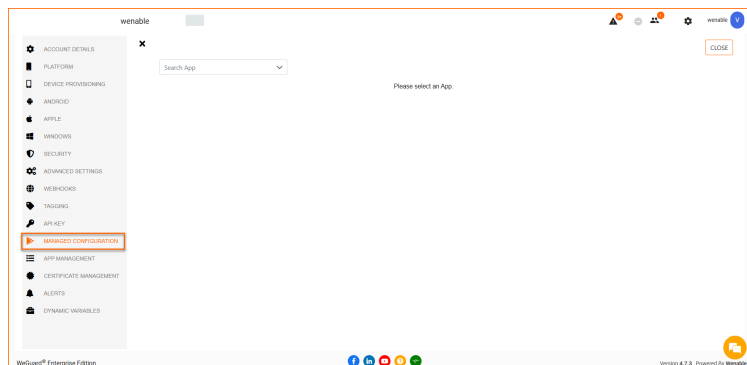 wenable
wenable V
ACCOUNT DETAILS
CLOSE
PLATFORM
Search App
DEVICE PROVISIONING
Please select an App.
ANDROID
APPLE
WINDOWS
SECURITY
ADVANCED SETTINGS
WEBHOOKS
TAGGING
API KEY
MANAGED CONFIGURATION
APP MANAGEMENT
CERTIFICATE MANAGEMENT
ALERTS
DYNAMIC VARIABLES
WeGuard® Enterprise Edition
Version 4.7.3 Powered By Wenable